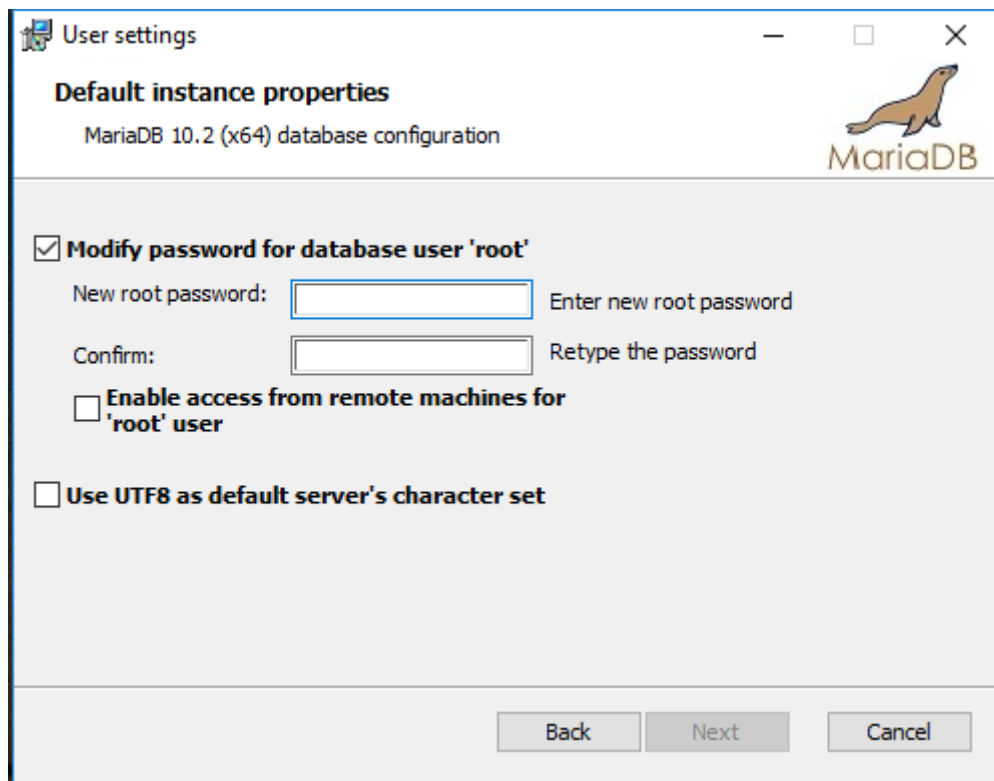 User settings
Default instance properties
MariaDB 10.2 (x64) database configuration
MariaDB
Modify password for database user 'root'
New root password:
Enter new root password
Confirm:
Retype the password
Enable access from remote machines for
'root' user
Use UTF8 as default server's character set
Back
Next
Cancel